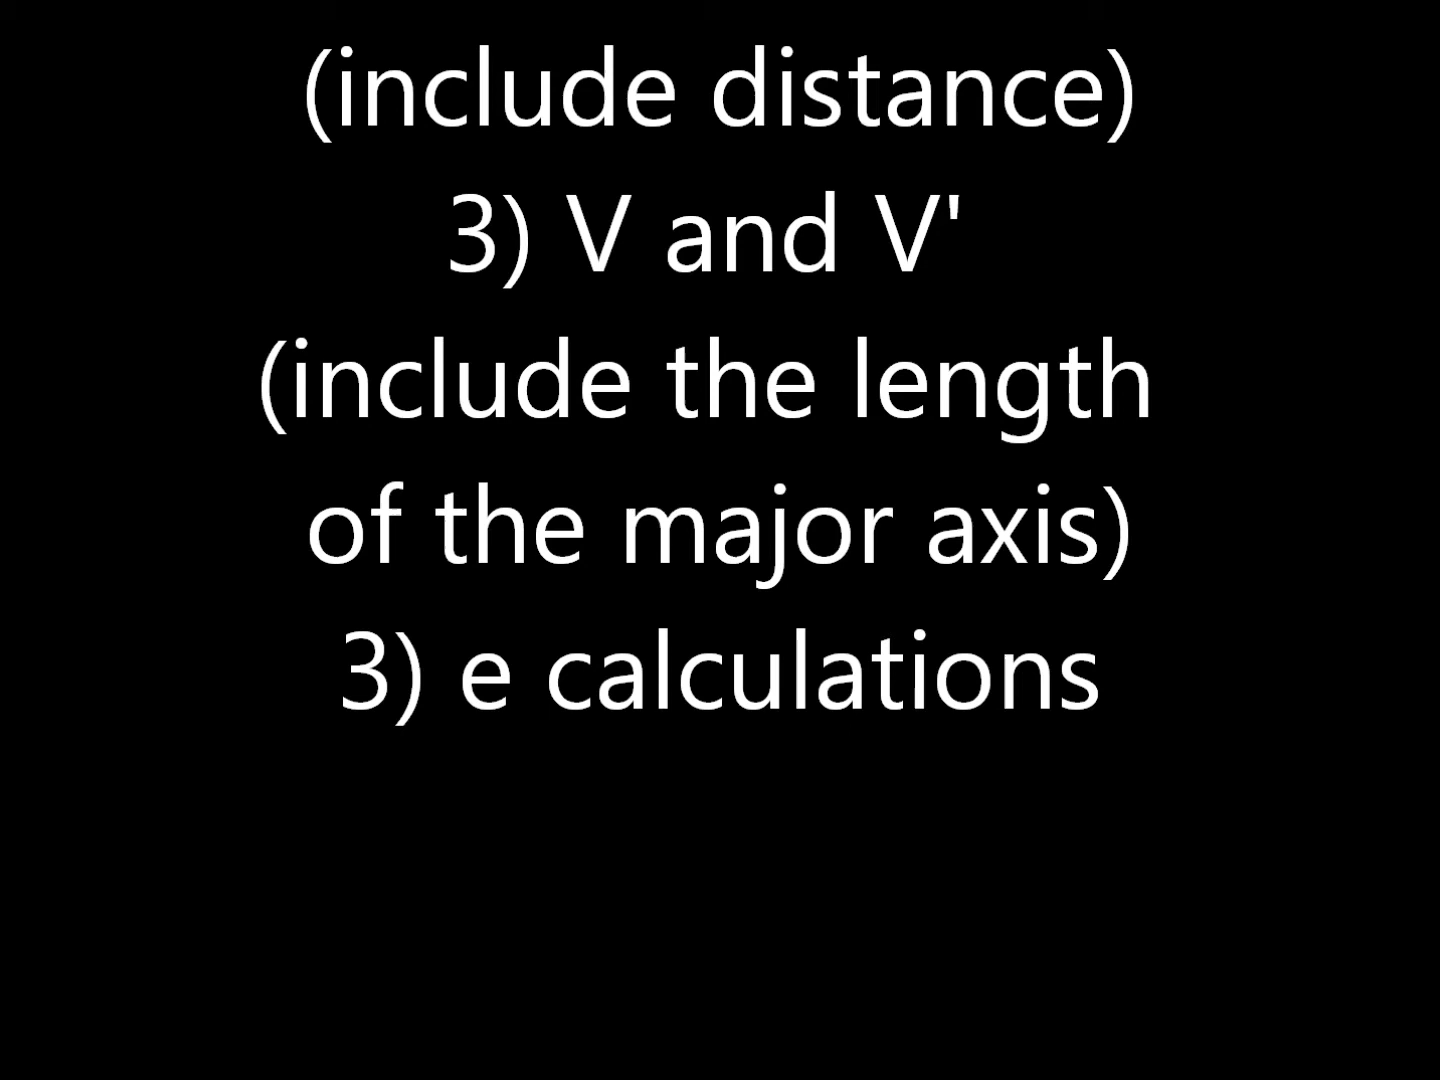 (include distance)
3) V and V'
(include the length
of the major axis)
3) e calculations